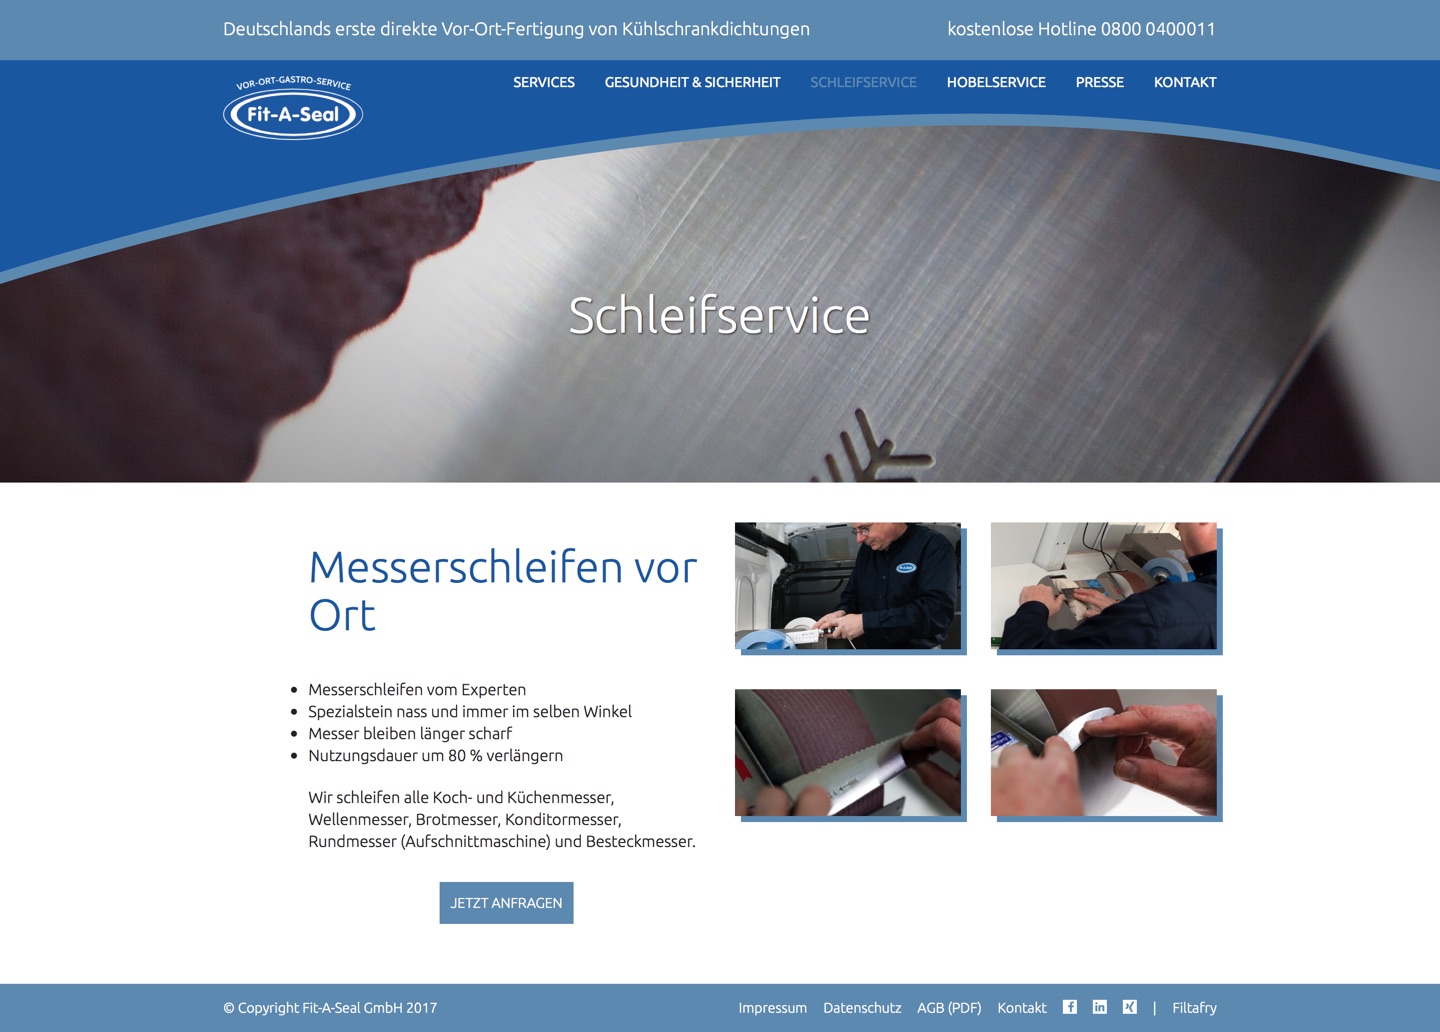 Deutschlands erste direkte Vor-Ort-Fertigung von Kühlschrankdichtungen
kostenlose Hotline 0800 0400011
VOR-ORT-GASTRO-SERVICE
Fit-A-Seal
SERVICES
GESUNDHEIT & SICHERHEIT
SCHLEIFSERVICE
HOBELSERVICE
PRESSE
KONTAKT
Schleifservice
Messerschleifen vor
Ort
• Messerschleifen vom Experten
• Spezialstein nass und immer im selben Winkel
• Messer bleiben länger scharf
• Nutzungsdauer um 80 % verlängern
Wir schleifen alle Koch- und Küchenmesser,
Wellenmesser, Brotmesser, Konditormesser,
Rundmesser (Aufschnittmaschine) und Besteckmesser.
JETZT ANFRAGEN
Fit-A-Seal
© Copyright Fit-A-Seal GmbH 2017
Impressum
Datenschutz
AGB (PDF)
Kontakt
|
Filtafry